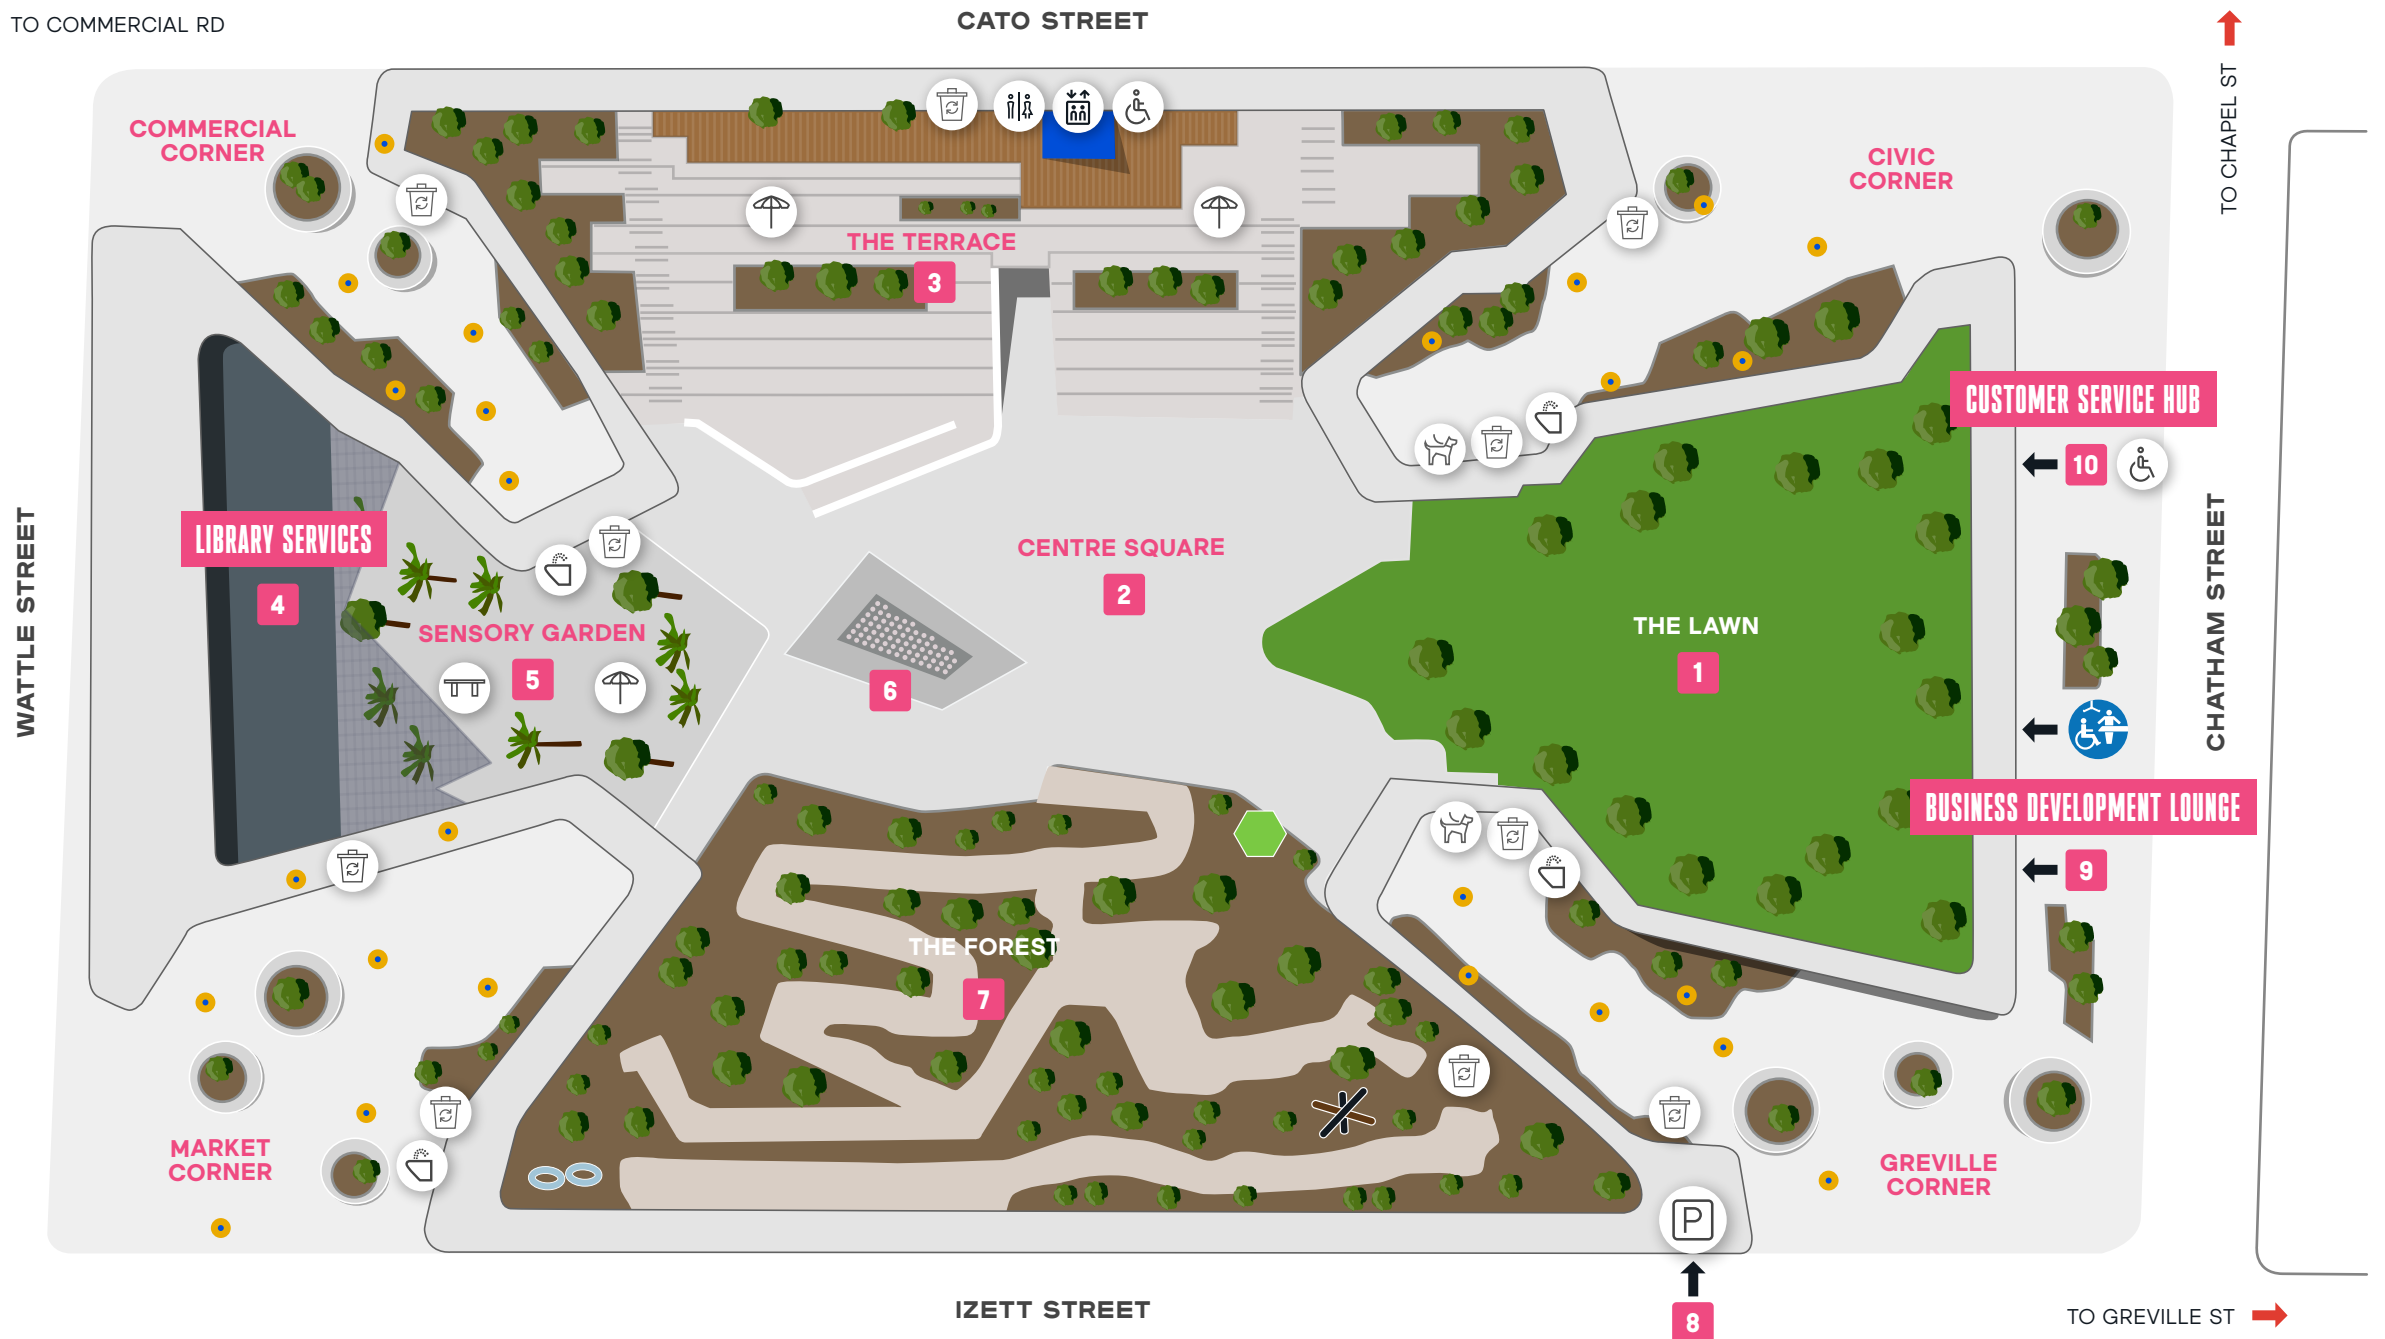 TO COMMERCIAL RD
CATO STREET
TO CHAPEL ST
COMMERCIAL
CORNER
CIVIC
CORNER
THE TERRACE
3
CUSTOMER SERVICE HUB
10
LIBRARY SERVICES
4
CENTRE SQUARE
2
SENSORY GARDEN
5
6
THE LAWN
1
WATTLE STREET
CHATHAM STREET
BUSINESS DEVELOPMENT LOUNGE
9
THE FOREST
7
MARKET
CORNER
GREVILLE
CORNER
P
8
IZETT STREET
TO GREVILLE ST